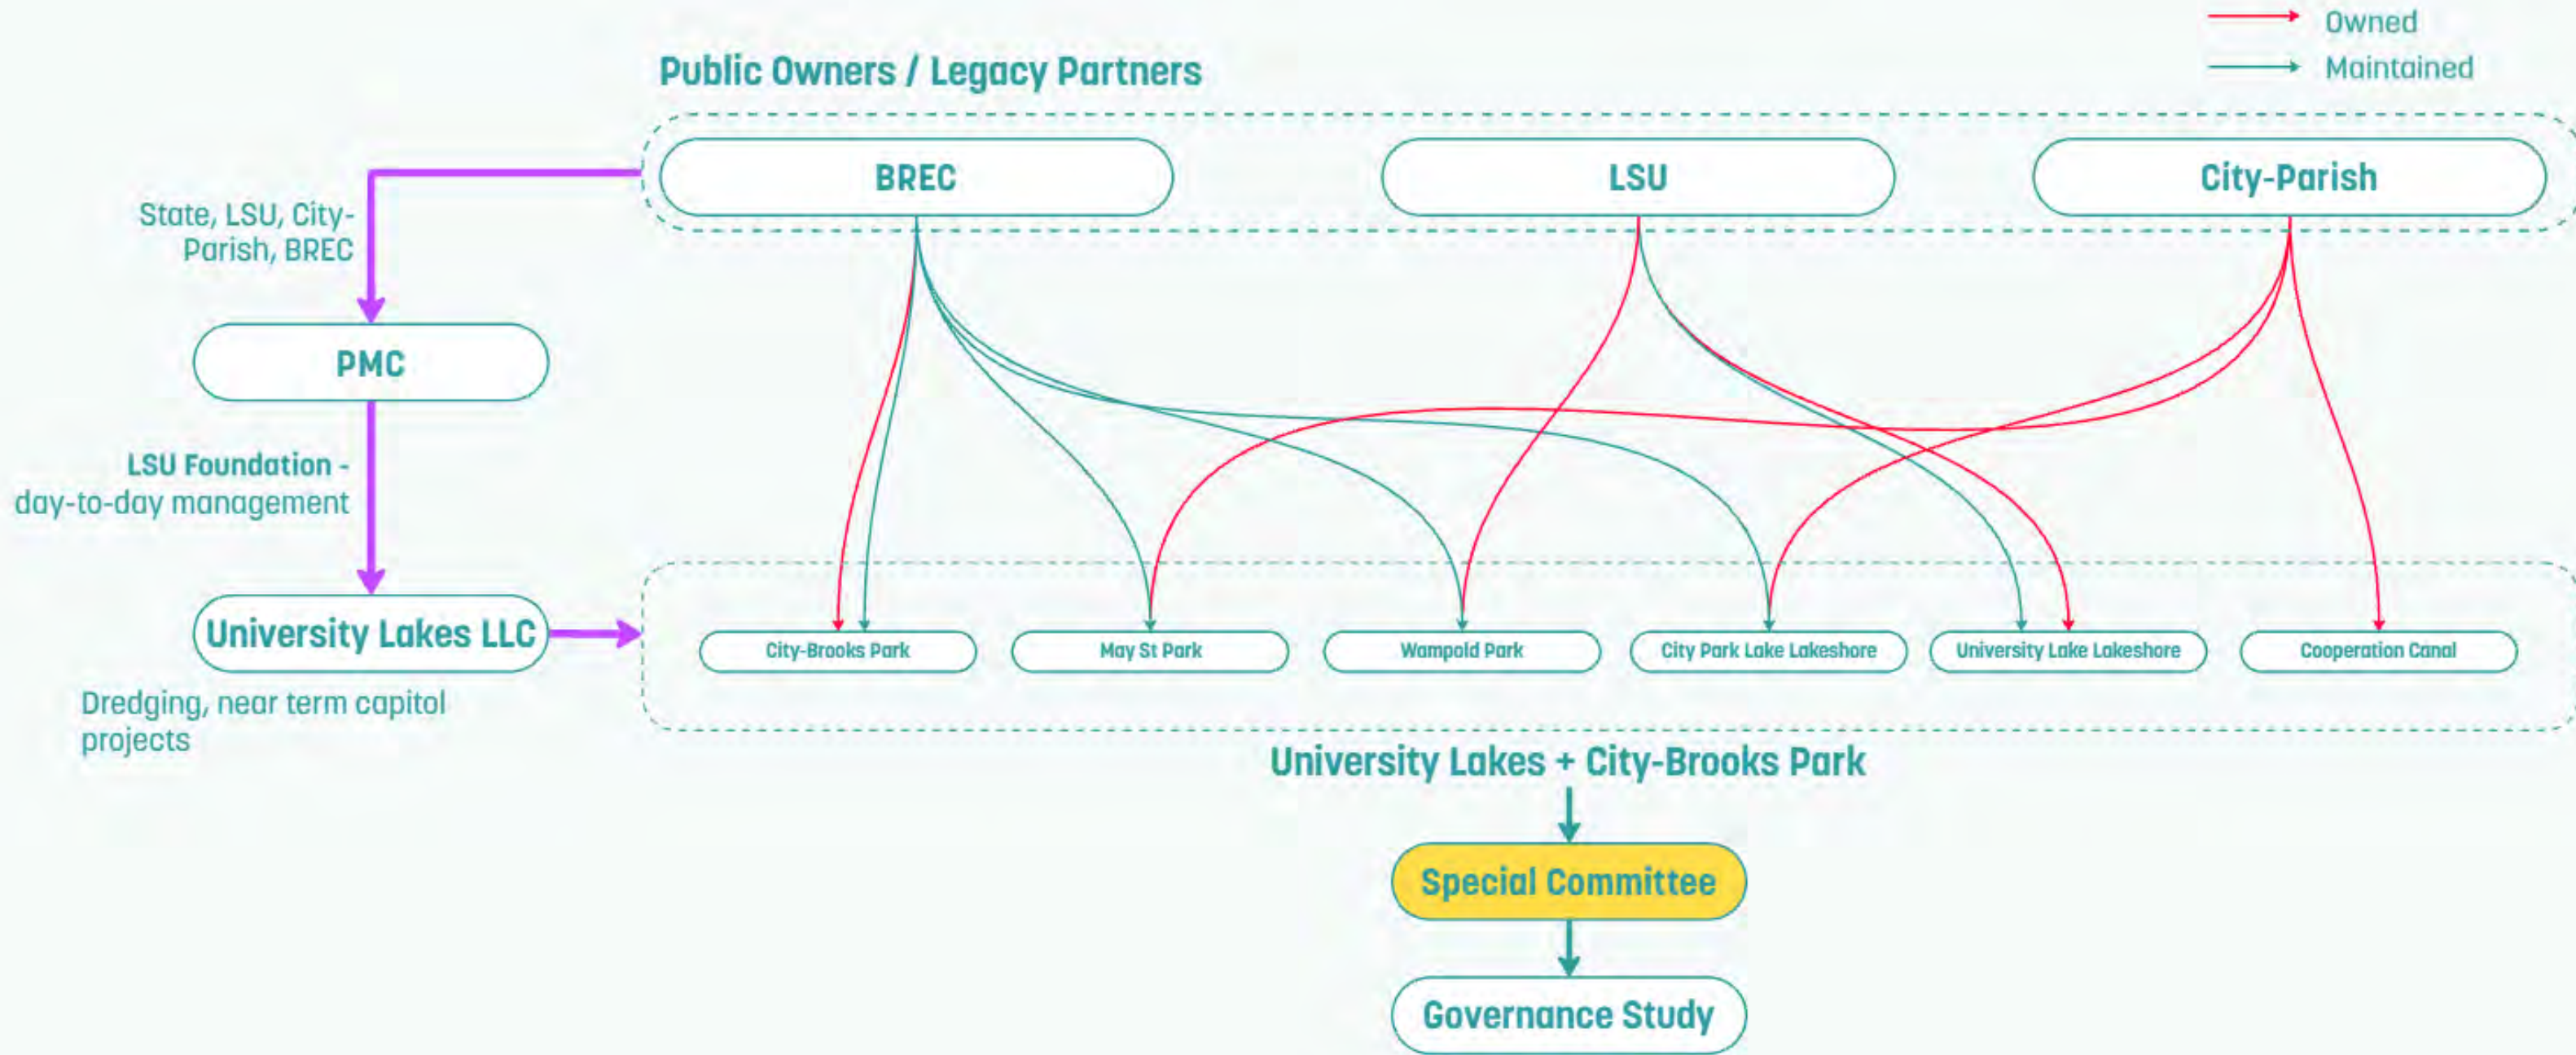 Owned
Maintained
Public Owners / Legacy Partners
BREC
LSU
City-Parish
State, LSU, City-
Parish, BREC
PMC
LSU Foundation -
day-to-day management
University Lakes LLC
Dredging, near term capitol
projects
City-Brooks Park
May St Park
Wampold Park
City Park Lake Lakeshore
University Lake Lakeshore
Cooperation Canal
University Lakes + City-Brooks Park
Special Committee
Governance Study